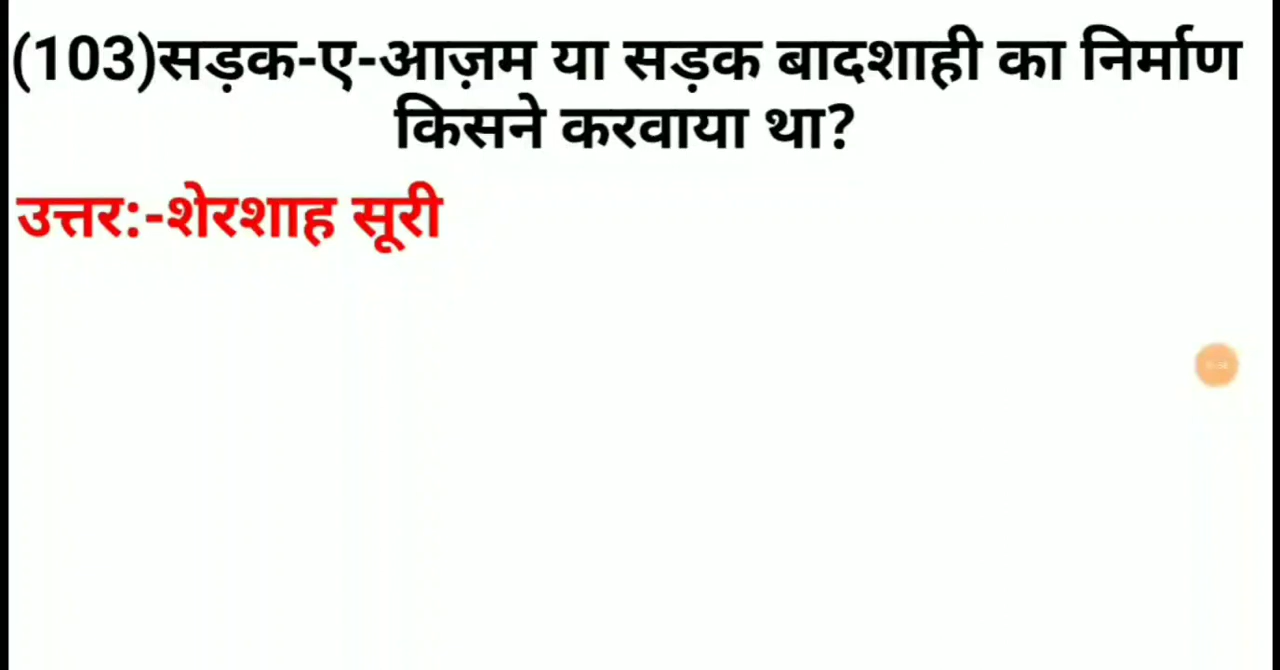 (103)सड़क-ए-आज़म या सड़क बादशाही का निर्माण
किसने करवाया था?
उत्तर:-शेरशाह सूरी